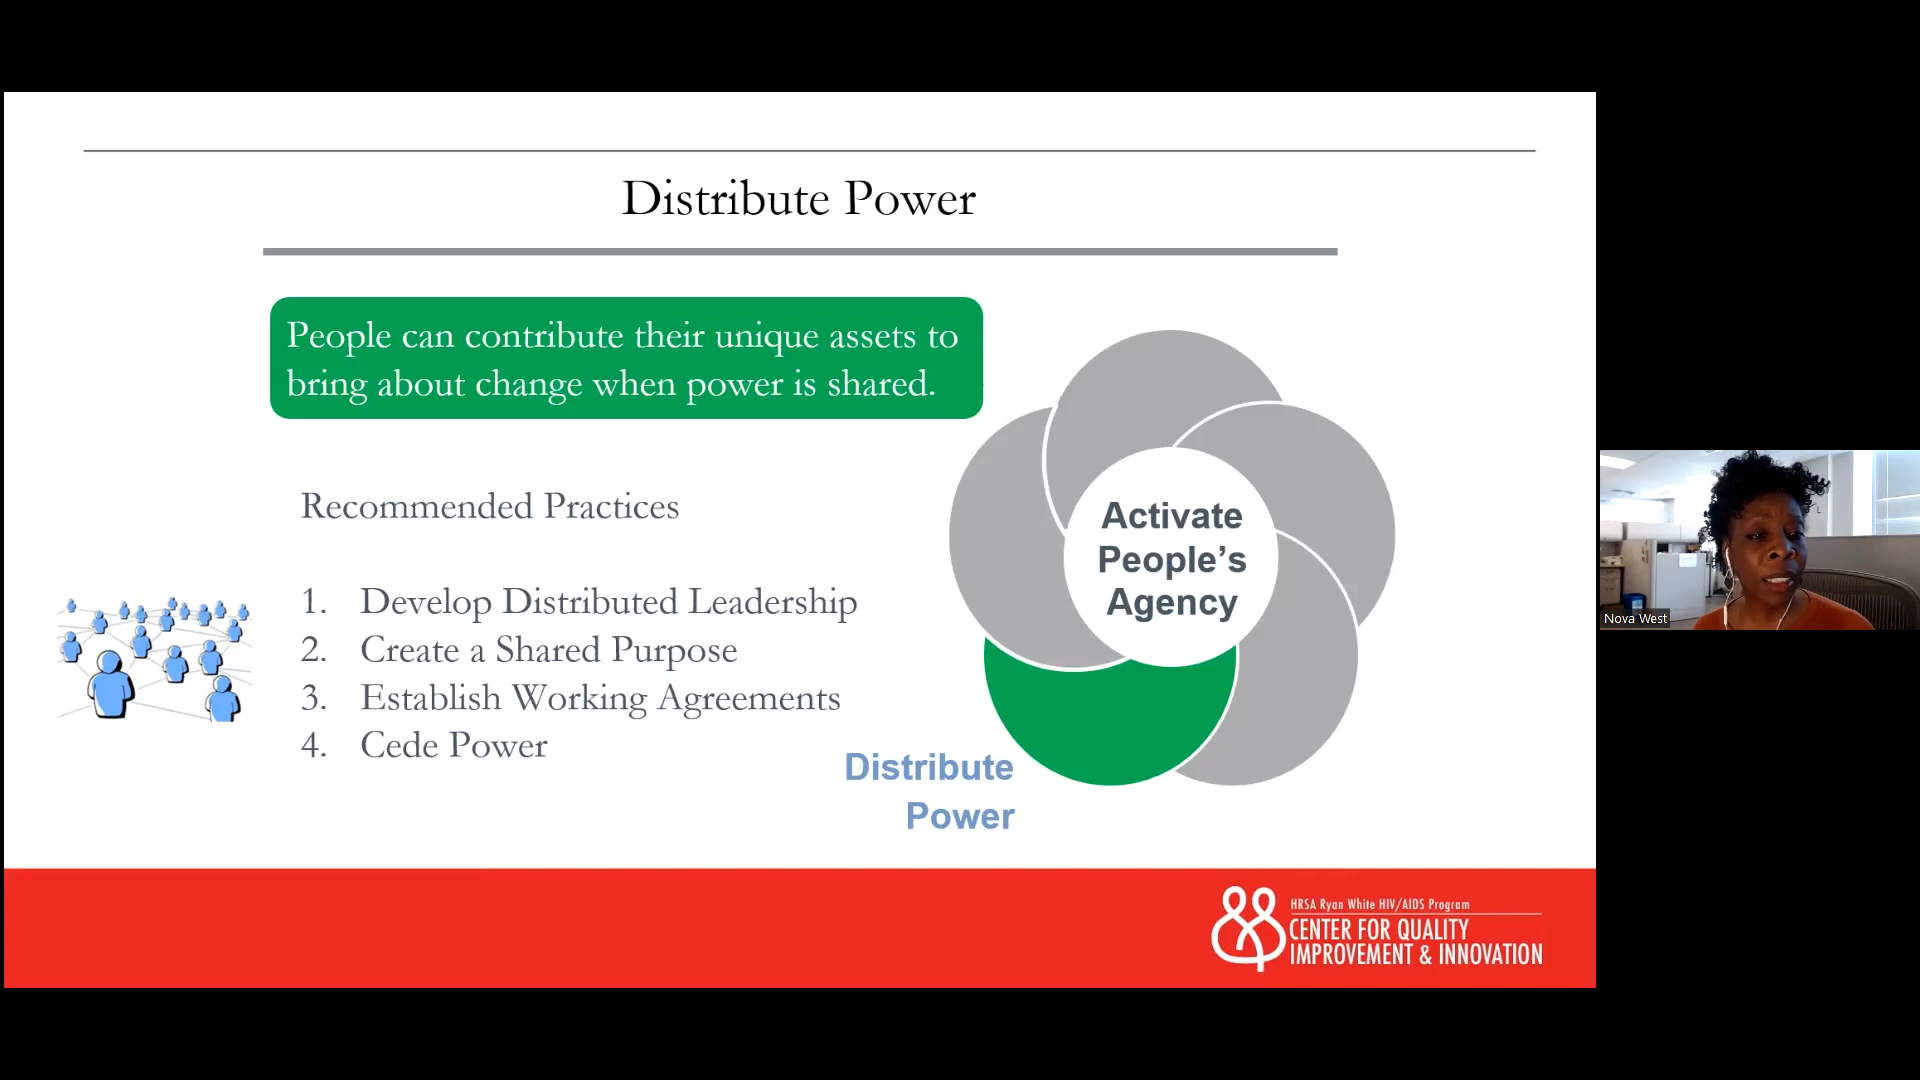 Distribute Power
People can contribute their unique assets to
bring about change when power is shared.
Recommended Practices
1. Develop Distributed Leadership
2. Create a Shared Purpose
3. Establish Working Agreements
4. Cede Power
Activate
People’s
Agency
Distribute
Power
HRSA Ryan White HIV/AIDS Program
CENTER FOR QUALITY
IMPROVEMENT & INNOVATION
Nova West